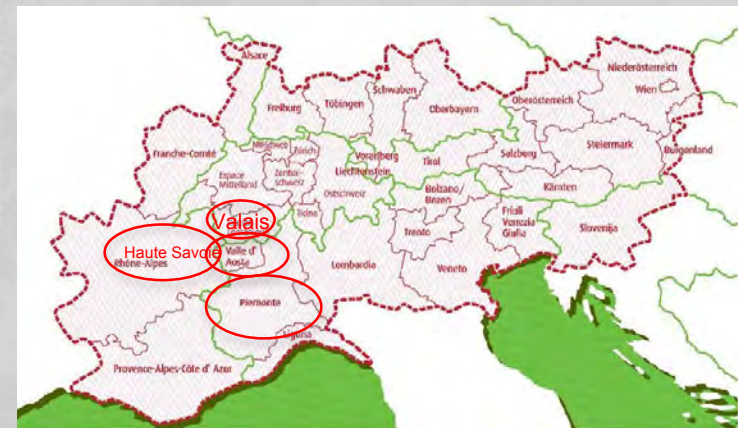 Alsace
Niederösterreich
Wien
Schwaben
Freiburg
Tübingen
Oberbayern
Oberösterreich
Franche-Comté
Zürich
Vorarlberg
Tirol
Salzburg
Steiermark
Burgenland
Espace
Mittelland
Zentral-
schweiz
Liechtenstein
Ostschweiz
Bolzano/
Bozen
Kärnten
Valais
Ticino
Trento
Friuli
Venezia
Giulia
Slovenija
Haute Savoie
Rhône-Alpes
Valle d'
Aosta
Lombardia
Veneto
Piemonte
Liguria
Provence-Alpes-Côte d' Azur